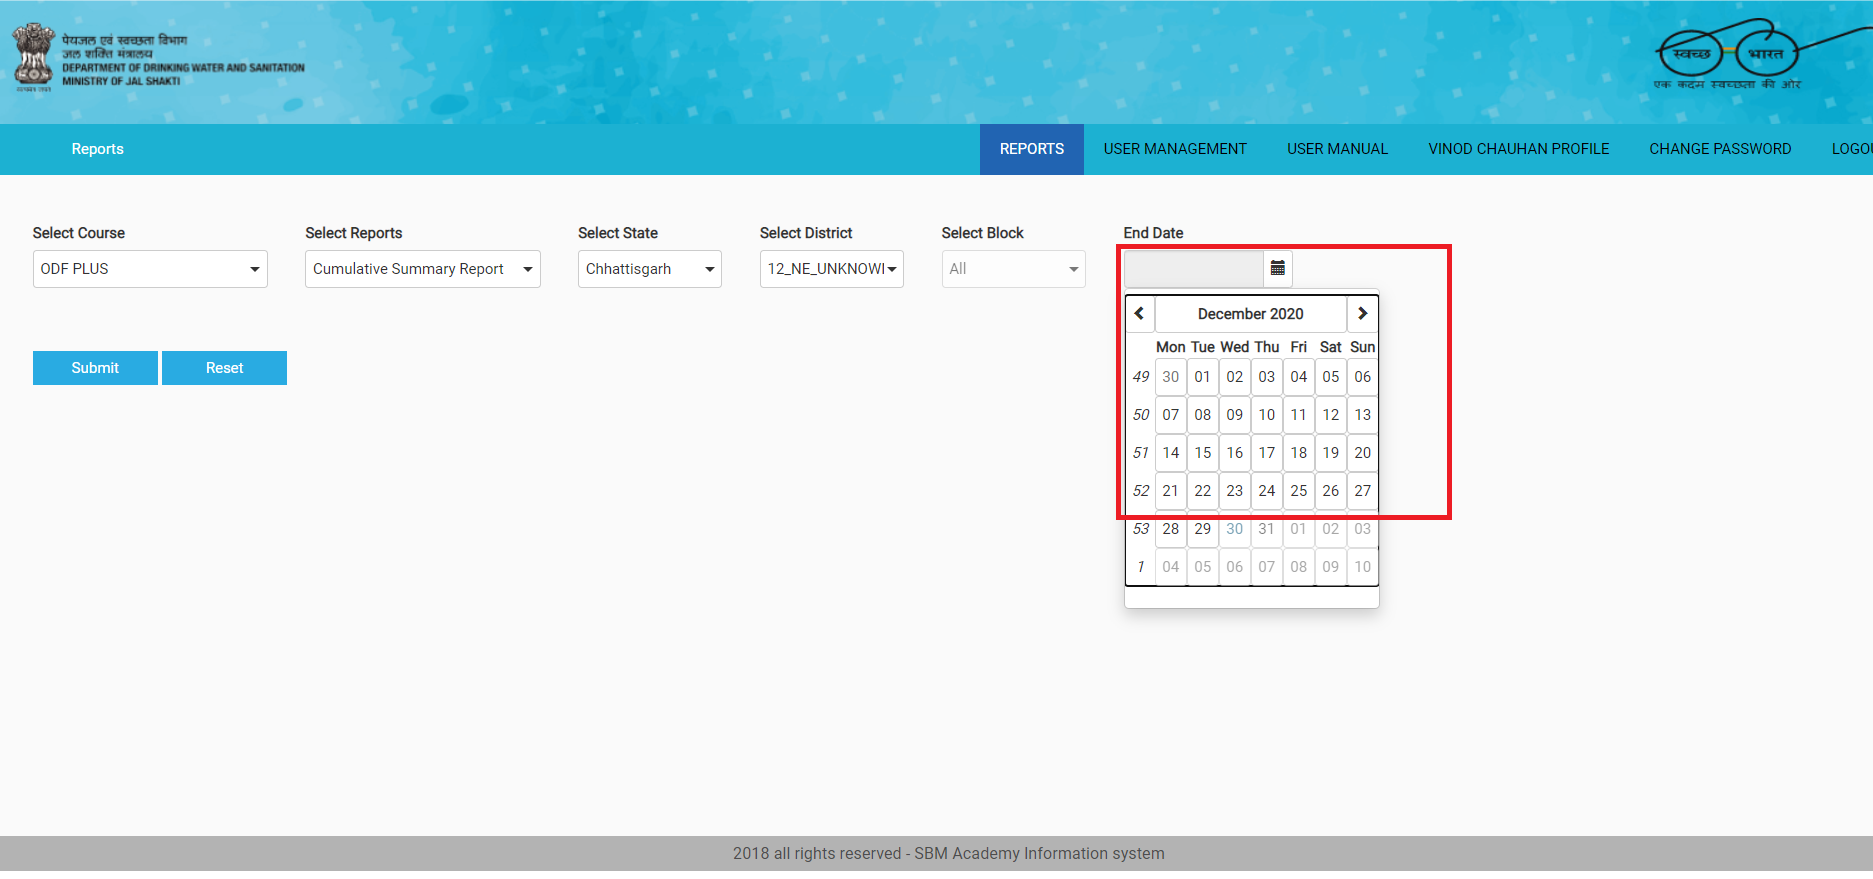 पेयजल एवं स्वच्छता विभाग
जल शक्ति मंत्रालय
DEPARTMENT OF DRINKING WATER AND SANITATION
MINISTRY OF JAL SHAKTI
सत्यमेव जयते
स्वच्छ भारत
एक कदम स्वच्छता की ओर
Reports
REPORTS USER MANAGEMENT USER MANUAL VINOD CHAUHAN PROFILE CHANGE PASSWORD LOGOU
Select Course Select Reports Select State Select District Select Block End Date
ODF PLUS Cumulative Summary Report Chhattisgarh 12_NE_UNKNOWI All
December 2020
Mon Tue Wed Thu Fri Sat Sun
49 30 01 02 03 04 05 06
50 07 08 09 10 11 12 13
51 14 15 16 17 18 19 20
52 21 22 23 24 25 26 27
53 28 29 30 31 01 02 03
1 04 05 06 07 08 09 10
Submit Reset
2018 all rights reserved - SBM Academy Information system